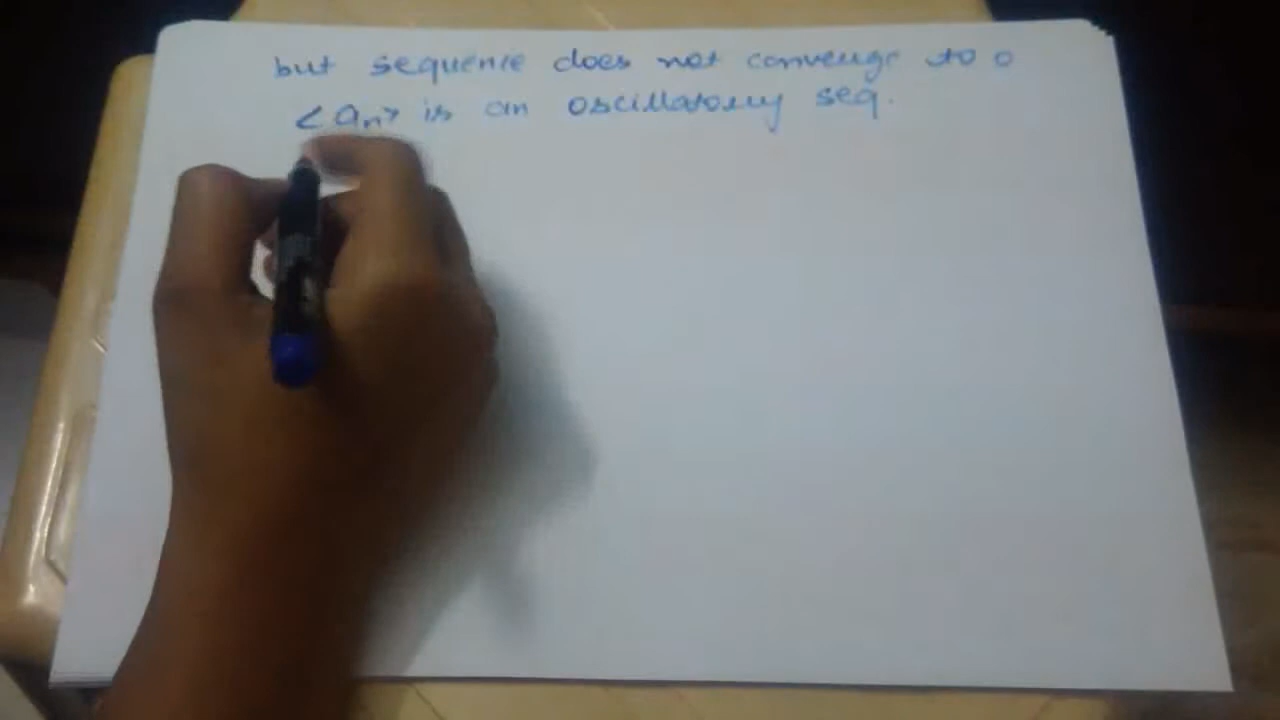 but sequence does not converge to 0
<an> is an oscillatory seq.